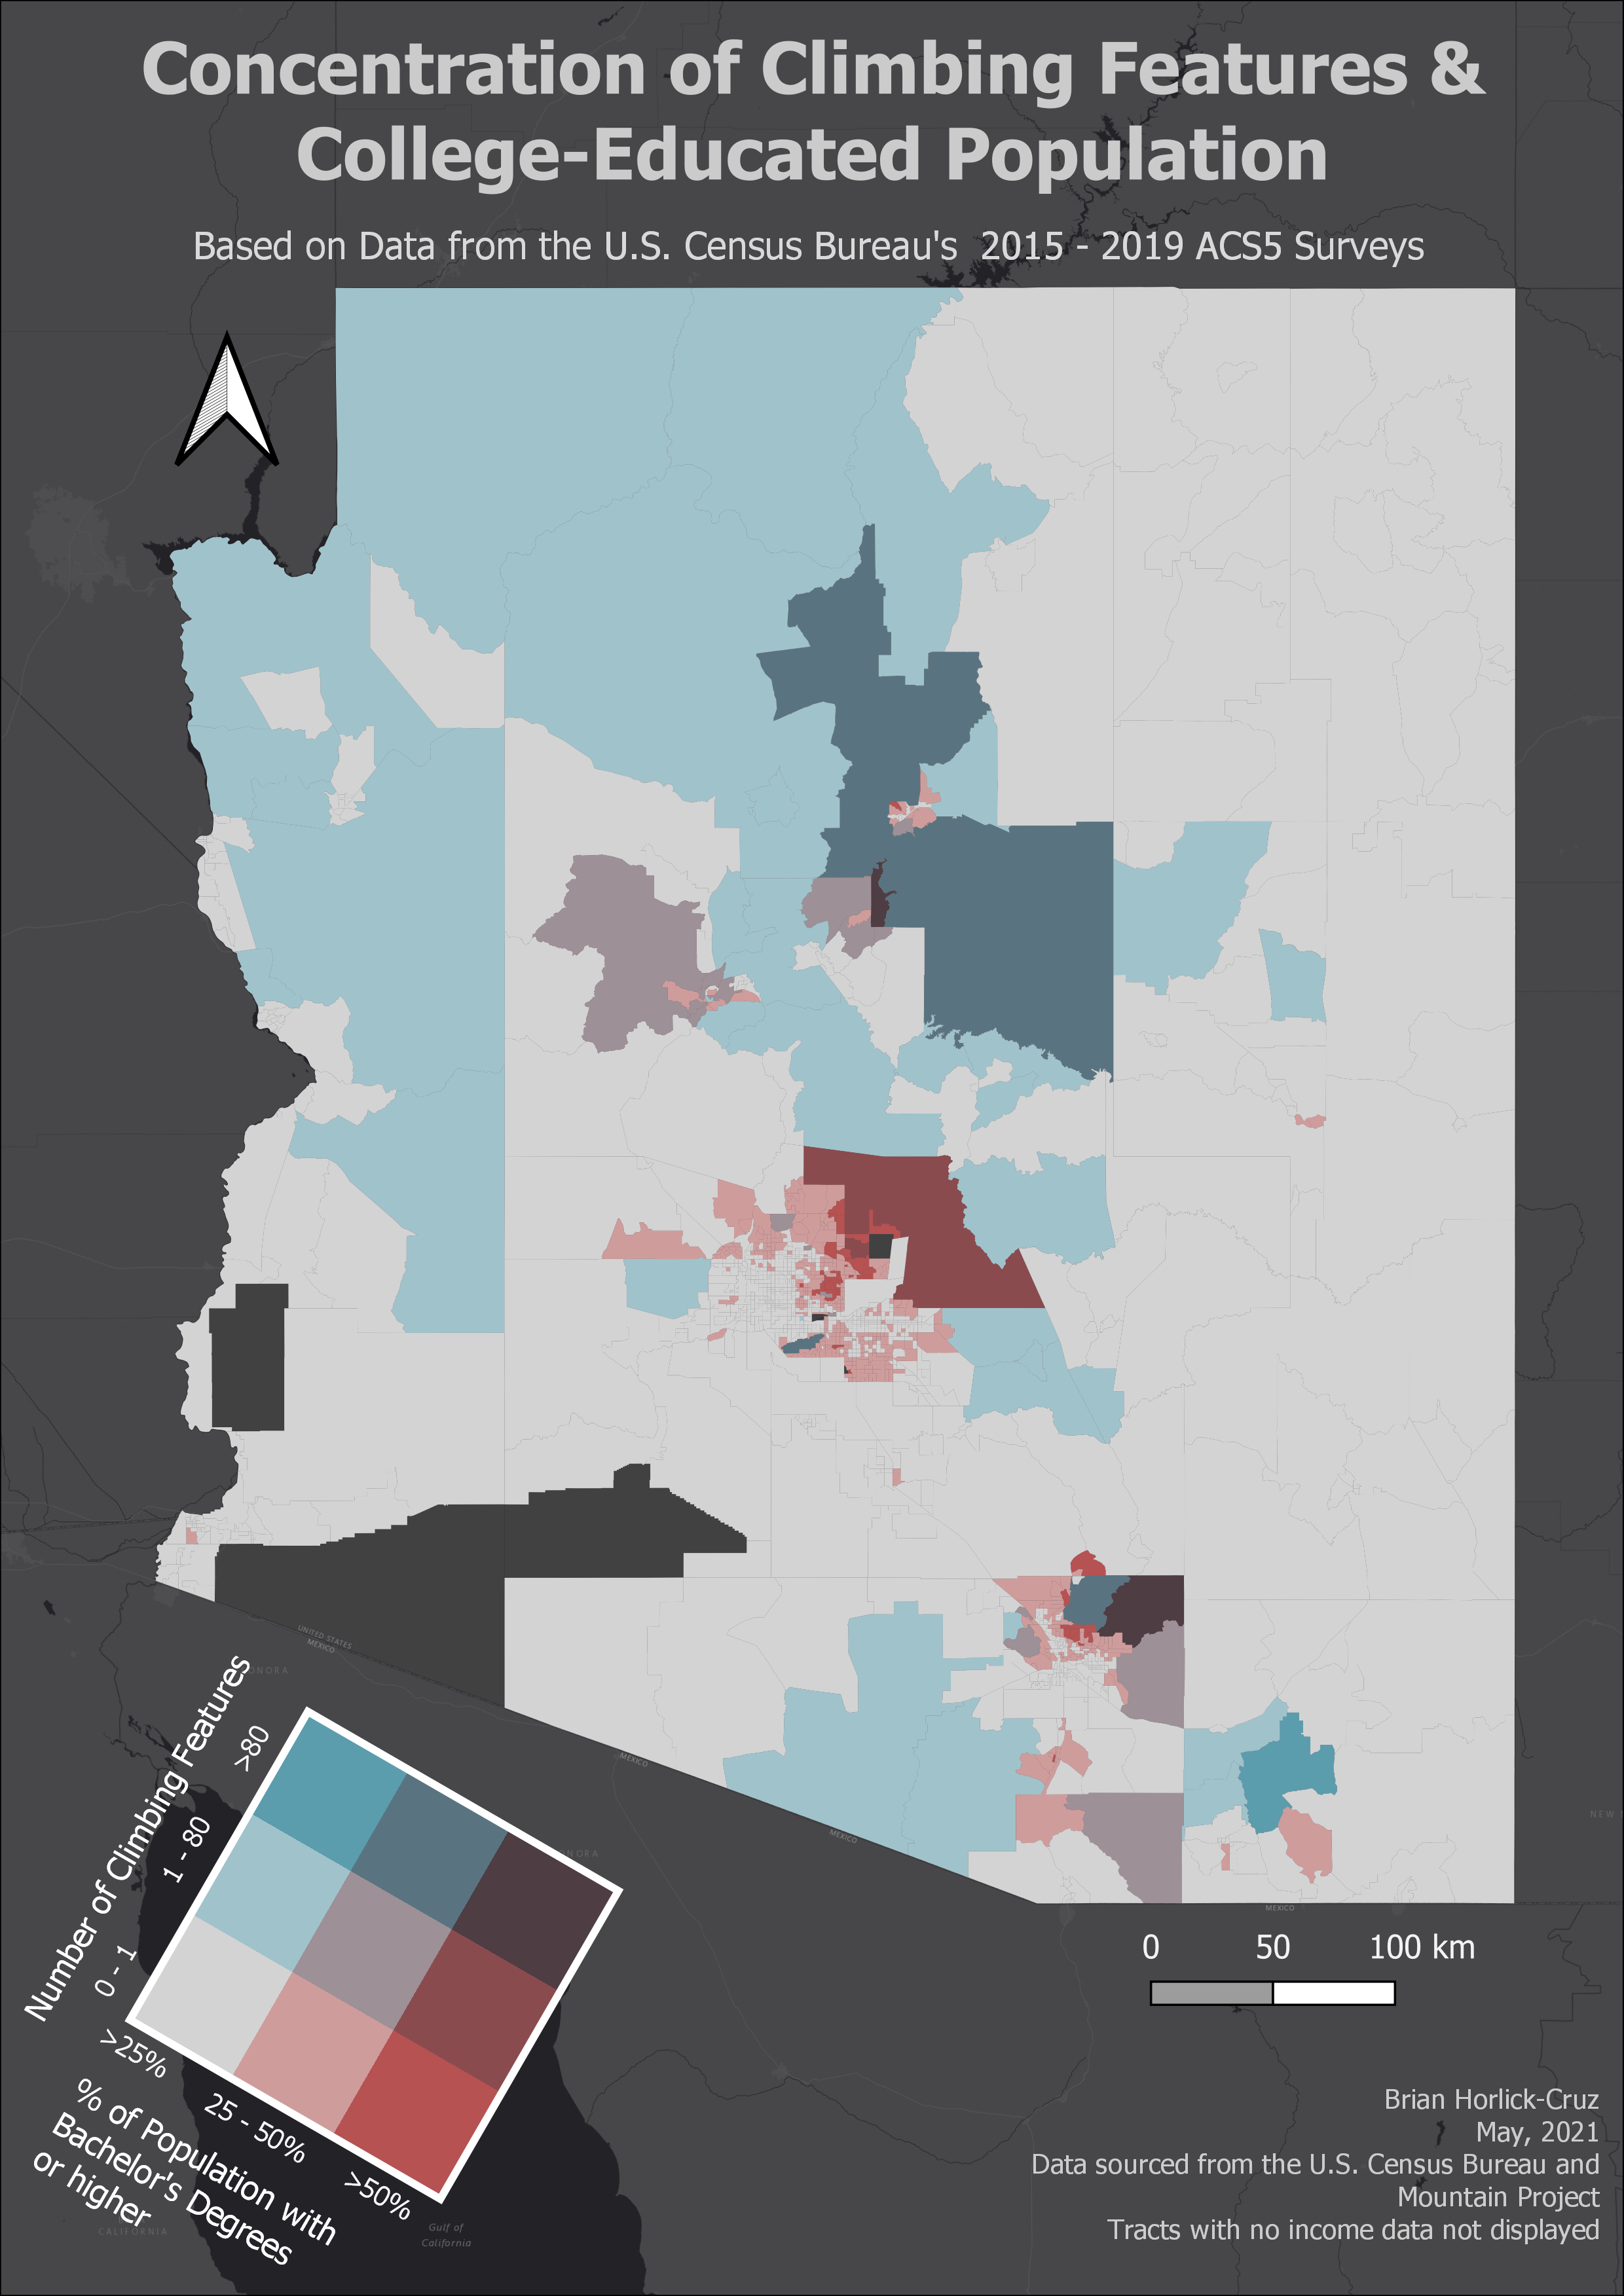 Concentration of Climbing Features &
College-Educated Population
Based on Data from the U.S. Census Bureau's  2015 - 2019 ACS5 Surveys
UNITED STATES
MEXICO
MEXICO
MEXICO
MEXICO
Number of Climbing Features
>80
1 - 80
0 - 1
>25%
25 - 50%
>50%
% of Population with
Bachelor's Degrees
or higher
CALIFORNIA
Gulf of
California
0 50 100 km
Brian Horlick-Cruz
May, 2021
Data sourced from the U.S. Census Bureau and
Mountain Project
Tracts with no income data not displayed